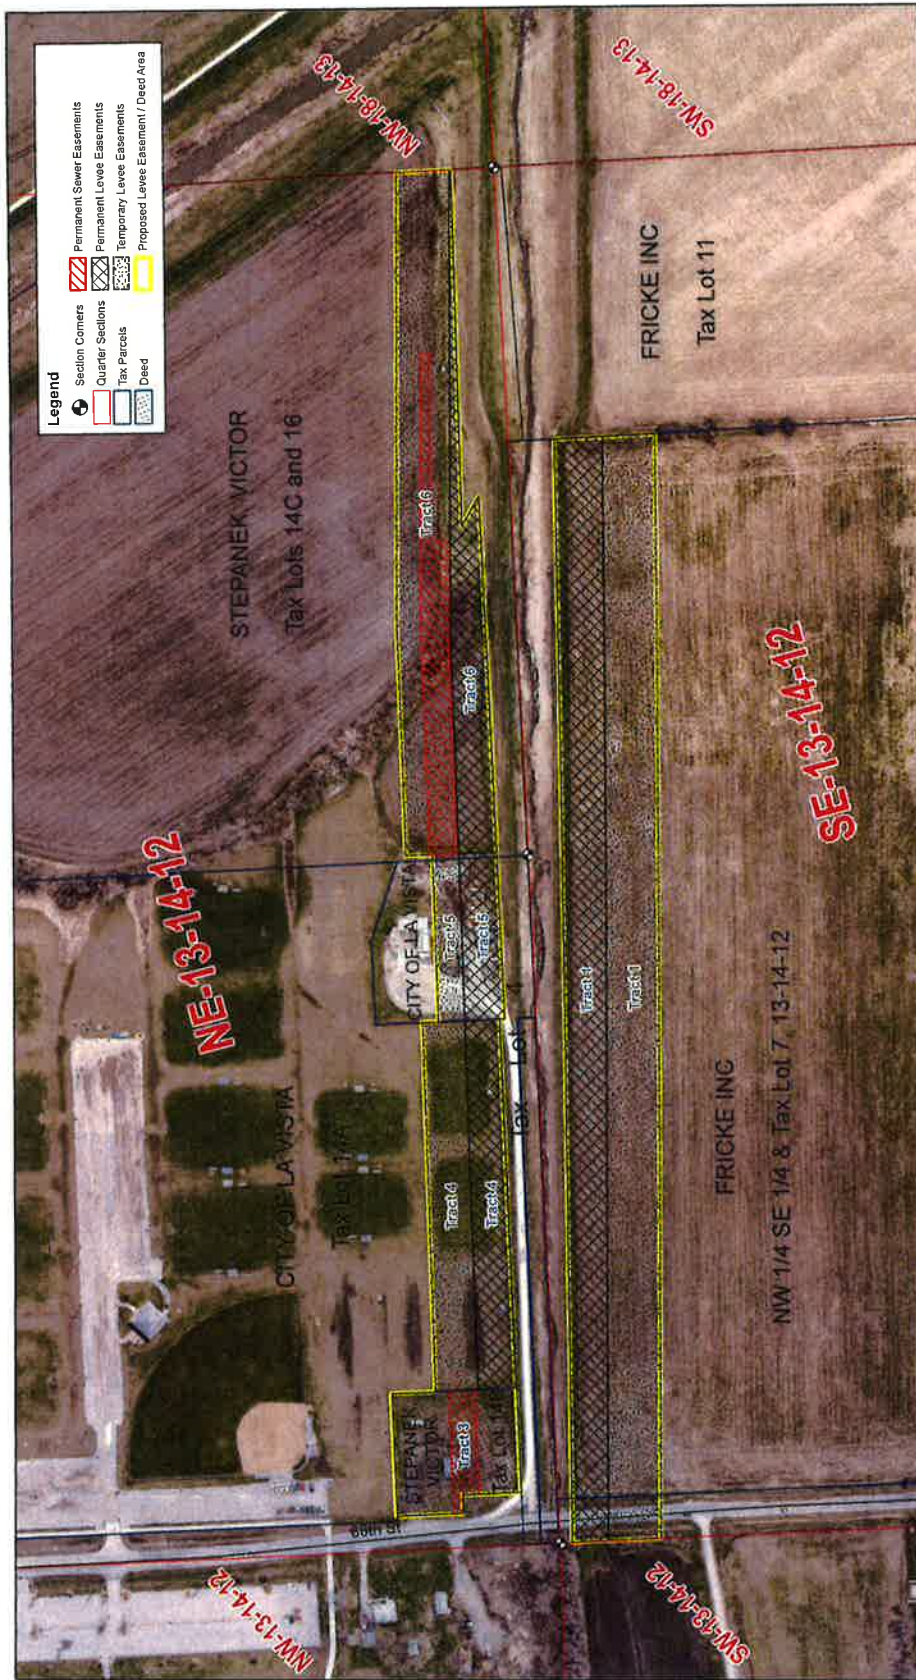 Legend
Section Corners
Quarter Sections
Tax Parcels
Deed
Permanent Sewer Easements
Permanent Levee Easements
Temporary Levee Easements
Proposed Levee Easement / Deed Area
NW-18-14-13
SW-18-14-13
STEPANEK VICTOR
Tax Lots 14C and 16
FRICKE INC
Tax Lot 11
Tract 6
Tract 6
NE-13-14-12
SE-13-14-12
CITY OF LA VISTA
Tract 5
Tract 5
CITY OF LA VISTA
Tax Lot
Tax Lot
Tract 4
Tract 4
Tract 1
Tract 1
FRICKE INC
NW 1/4 SE 1/4 & Tax Lot 7, 13-14-12
STEPANEK
VICTOR
Tract 3
Tax Lot 14
NW-13-14-12
SW-13-14-12